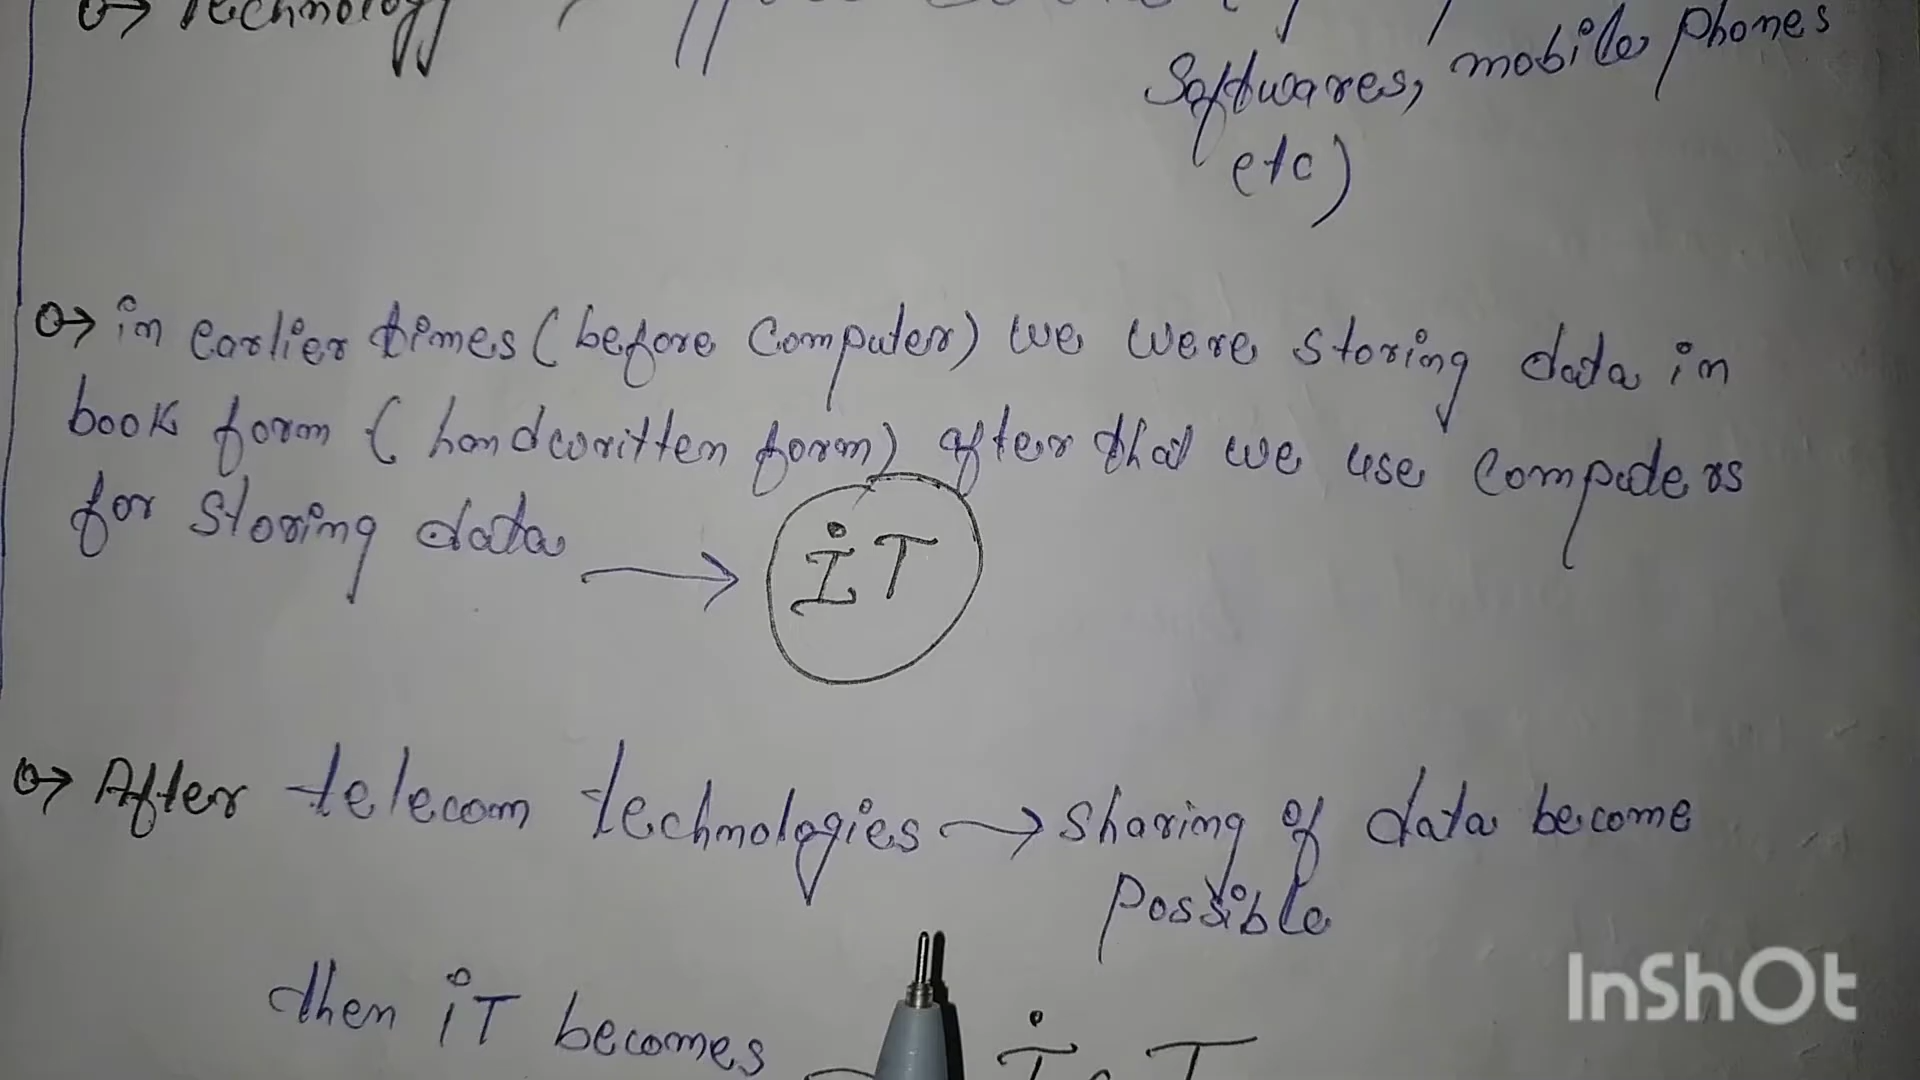 → Technology
Softwares, mobile phones
etc)
→ in earlier times (before Computer) we were storing data in
book form (handwritten form) after that we use Computers
for storing data → iT
→ After telecom technologies → sharing of data become
possible
then iT becomes → icT
InShOt